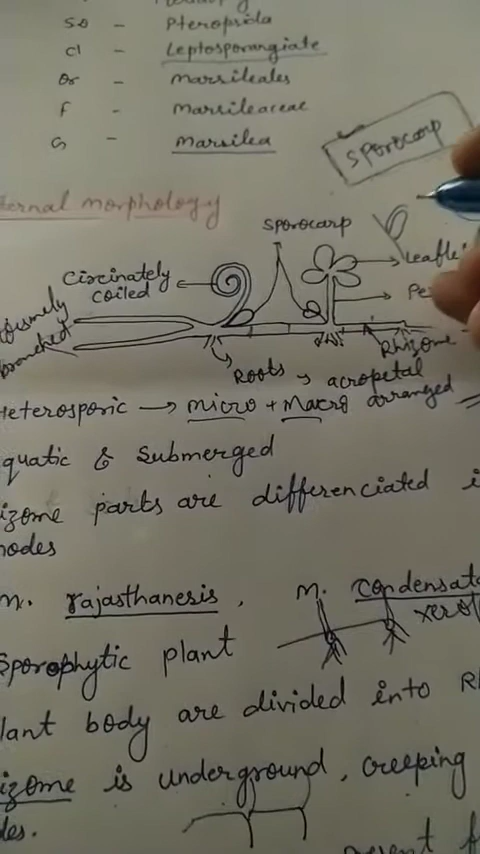 SO - Pteropsida
Cl - Leptosporangiate
Or - Marsileales
F - Marsileaceae
G - Marsilea
Sporocarp
ernal morphology
Sporocarp
Circinately coiled
leafle
Pe
branched
Rhizome
Roots → acropetal
Heterosporic → micro + Macro arranged
quatic & Submerged
izome parts are differenciated i
nodes
M. rajasthanesis, M. Condensat
xero
Sporophytic plant
lant body are divided into R
izome is underground, creeping
des.